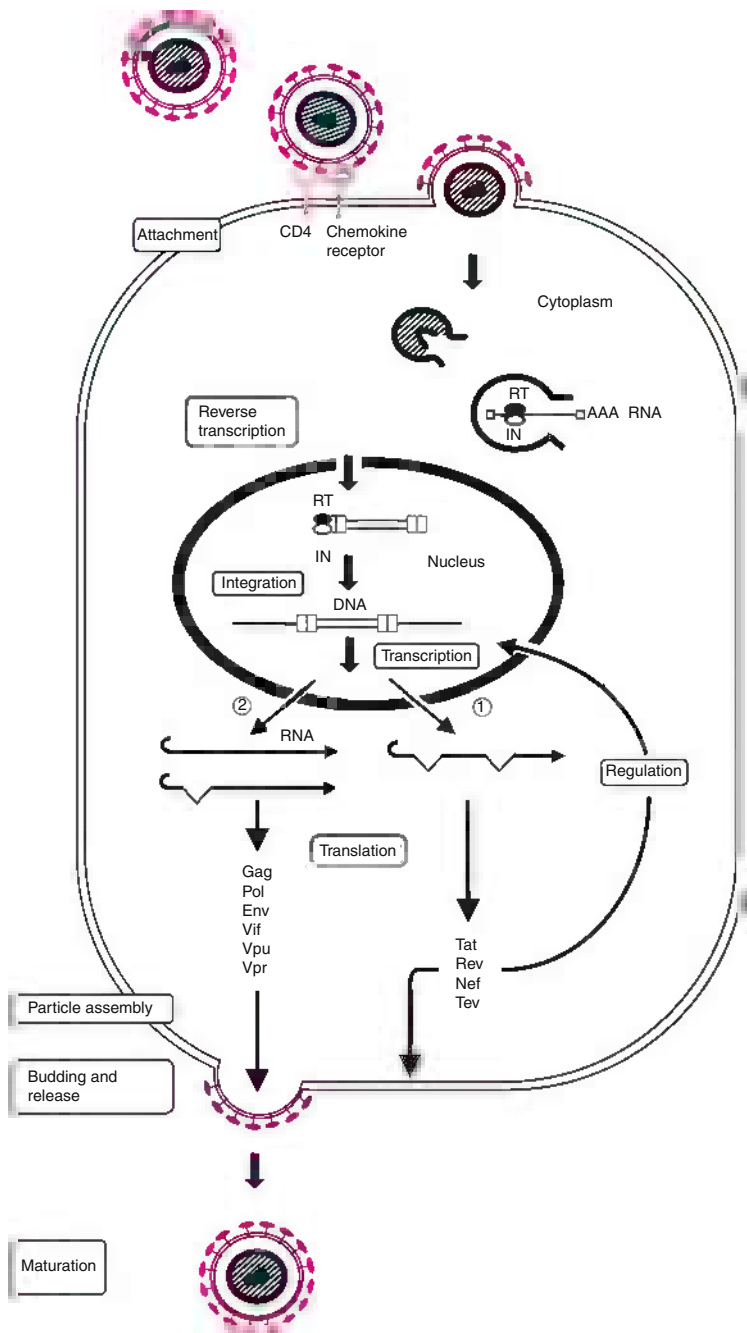 Attachment
CD4
Chemokine
receptor
Cytoplasm
RT
AAA RNA
IN
Reverse
transcription
RT
IN
Nucleus
Integration
DNA
Transcription
2
1
RNA
Regulation
Translation
Gag
Pol
Env
Vif
Vpu
Vpr
Tat
Rev
Nef
Tev
Particle assembly
Budding and
release
Maturation